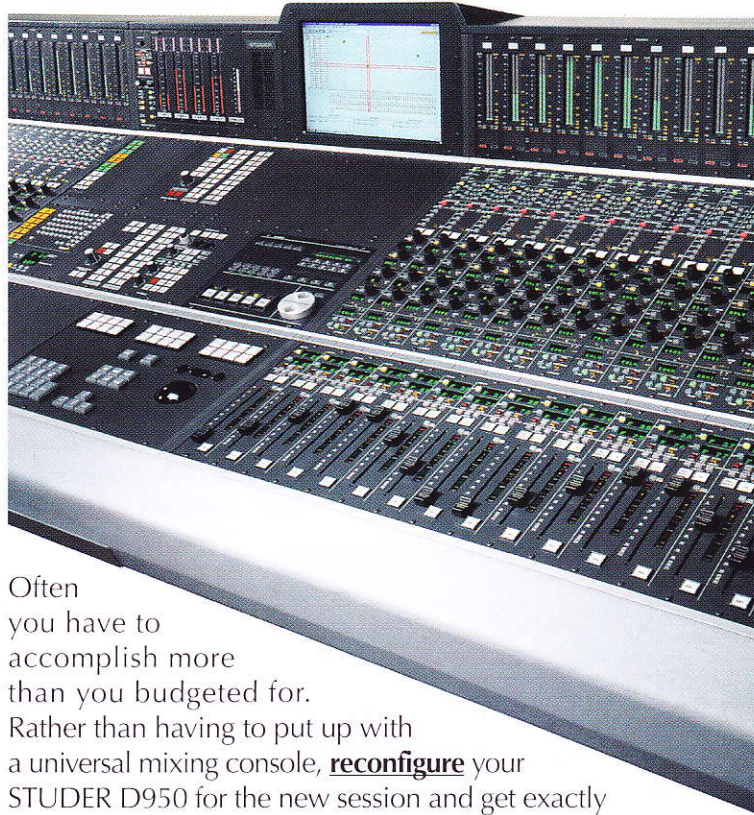 STUDER
Often
you have to
accomplish more
than you budgeted for.
Rather than having to put up with
a universal mixing console, reconfigure your
STUDER D950 for the new session and get exactly